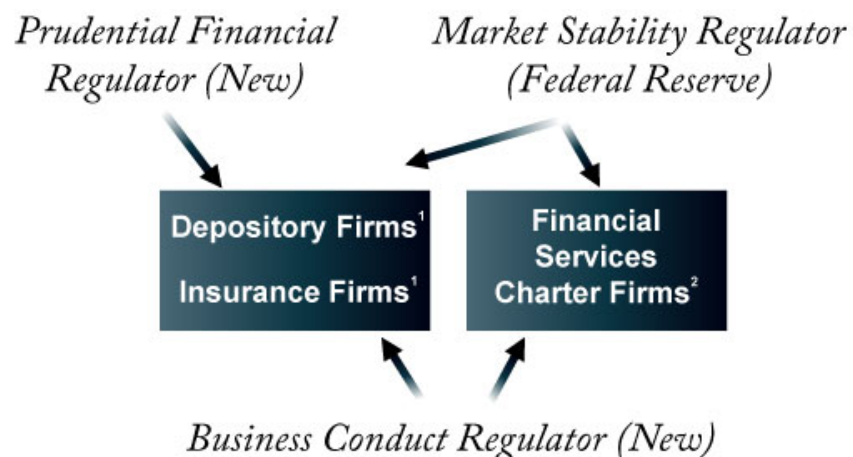 Prudential Financial
Regulator (New)
Market Stability Regulator
(Federal Reserve)
Depository Firms¹
Insurance Firms¹
Financial
Services
Charter Firms²
Business Conduct Regulator (New)